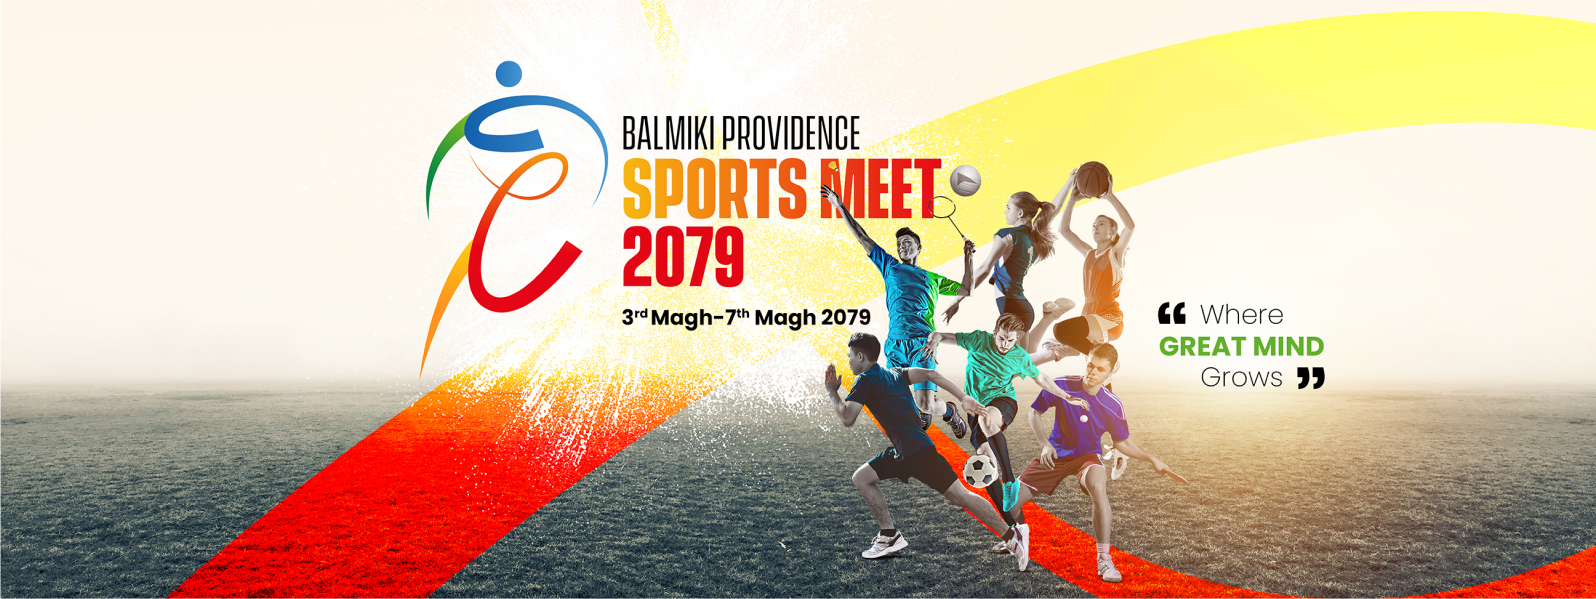 BALMIKI PROVIDENCE
SPORTS MEET
2079
3rd Magh-7th Magh 2079
“ Where
GREAT MIND
Grows ”